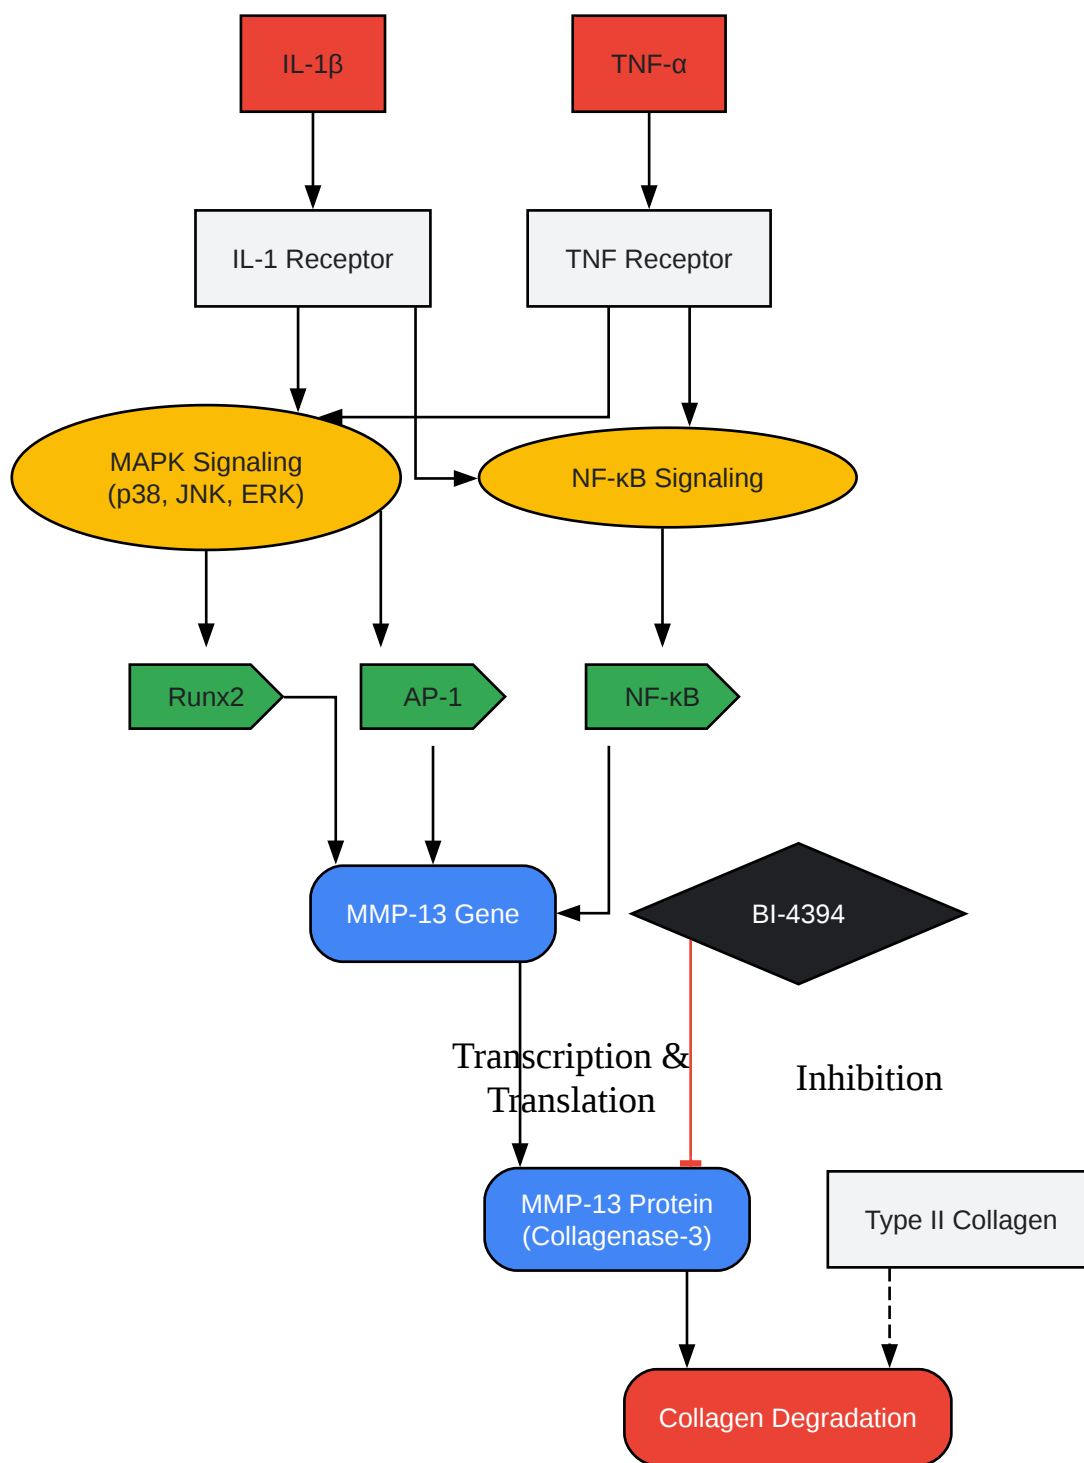 IL-1β
TNF-α
IL-1 Receptor
TNF Receptor
MAPK Signaling
(p38, JNK, ERK)
NF-κB Signaling
Runx2
AP-1
NF-κB
MMP-13 Gene
BI-4394
Transcription &
Translation
Inhibition
MMP-13 Protein
(Collagenase-3)
Type II Collagen
Collagen Degradation